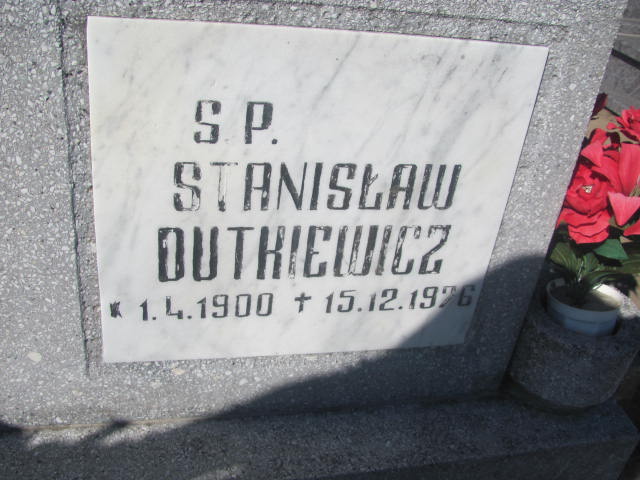 S.P.
STANISŁAW
DUTKIEWICZ
* 1.4.1900 + 15.12.1976